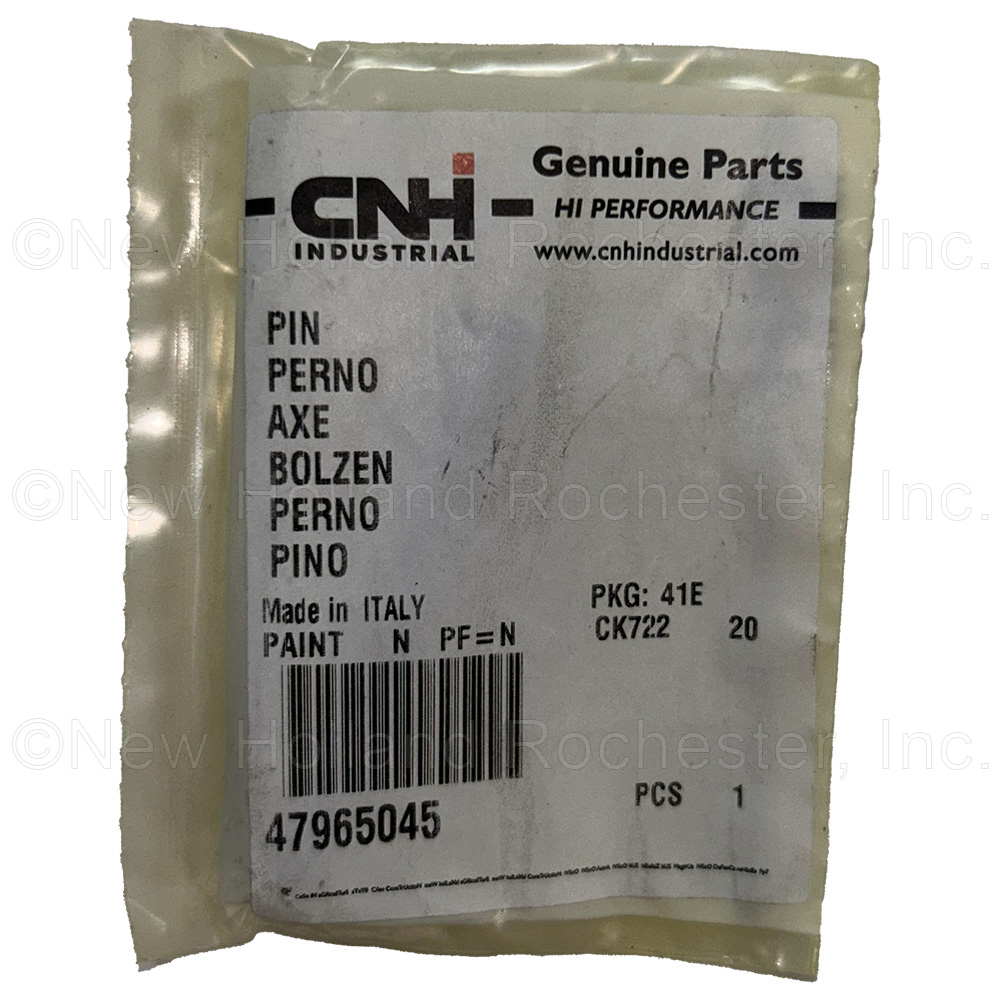 CNH
INDUSTRIAL
Genuine Parts
HI PERFORMANCE
www.cnhindustrial.com
©New Holland Rochester, Inc.
PIN
PERNO
AXE
BOLZEN
©New Holland Rochester, Inc.
PERNO
PINO
Made in ITALY
PKG: 41E
PAINT N PF=N
CK722 20
©New Holland Rochester, Inc.
PCS 1
47965045